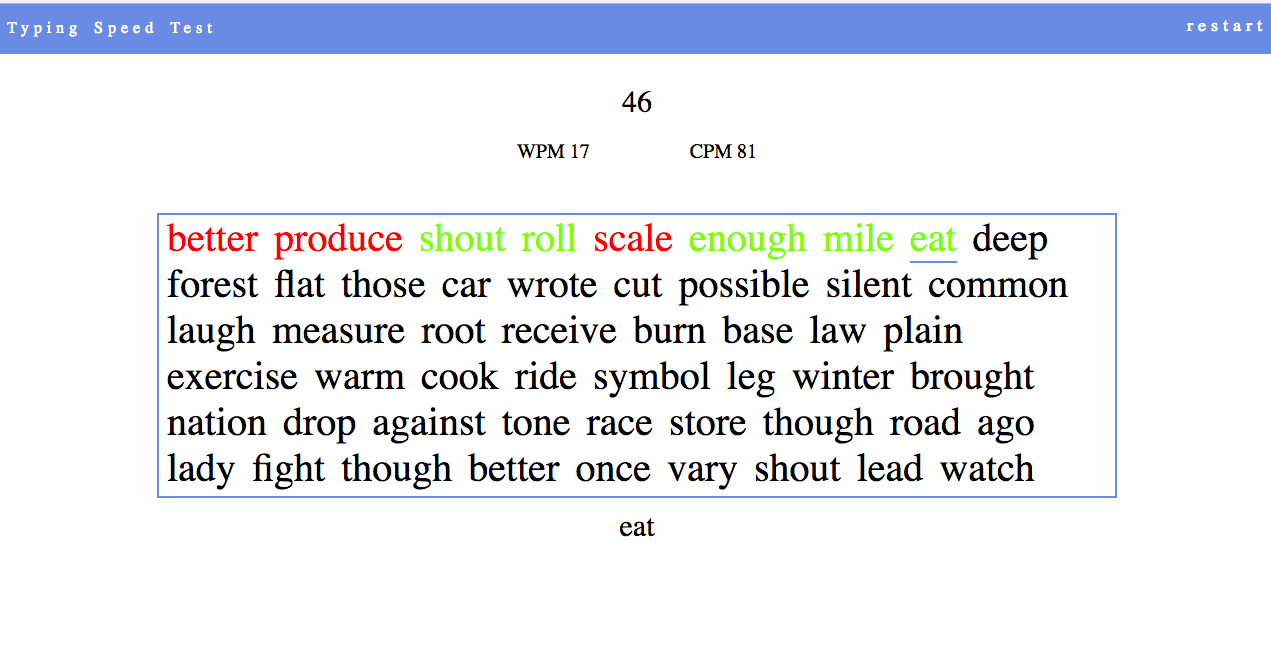 Typing Speed Test restart
46
WPM 17 CPM 81
better produce shout roll scale enough mile eat deep
forest flat those car wrote cut possible silent common
laugh measure root receive burn base law plain
exercise warm cook ride symbol leg winter brought
nation drop against tone race store though road ago
lady fight though better once vary shout lead watch
eat